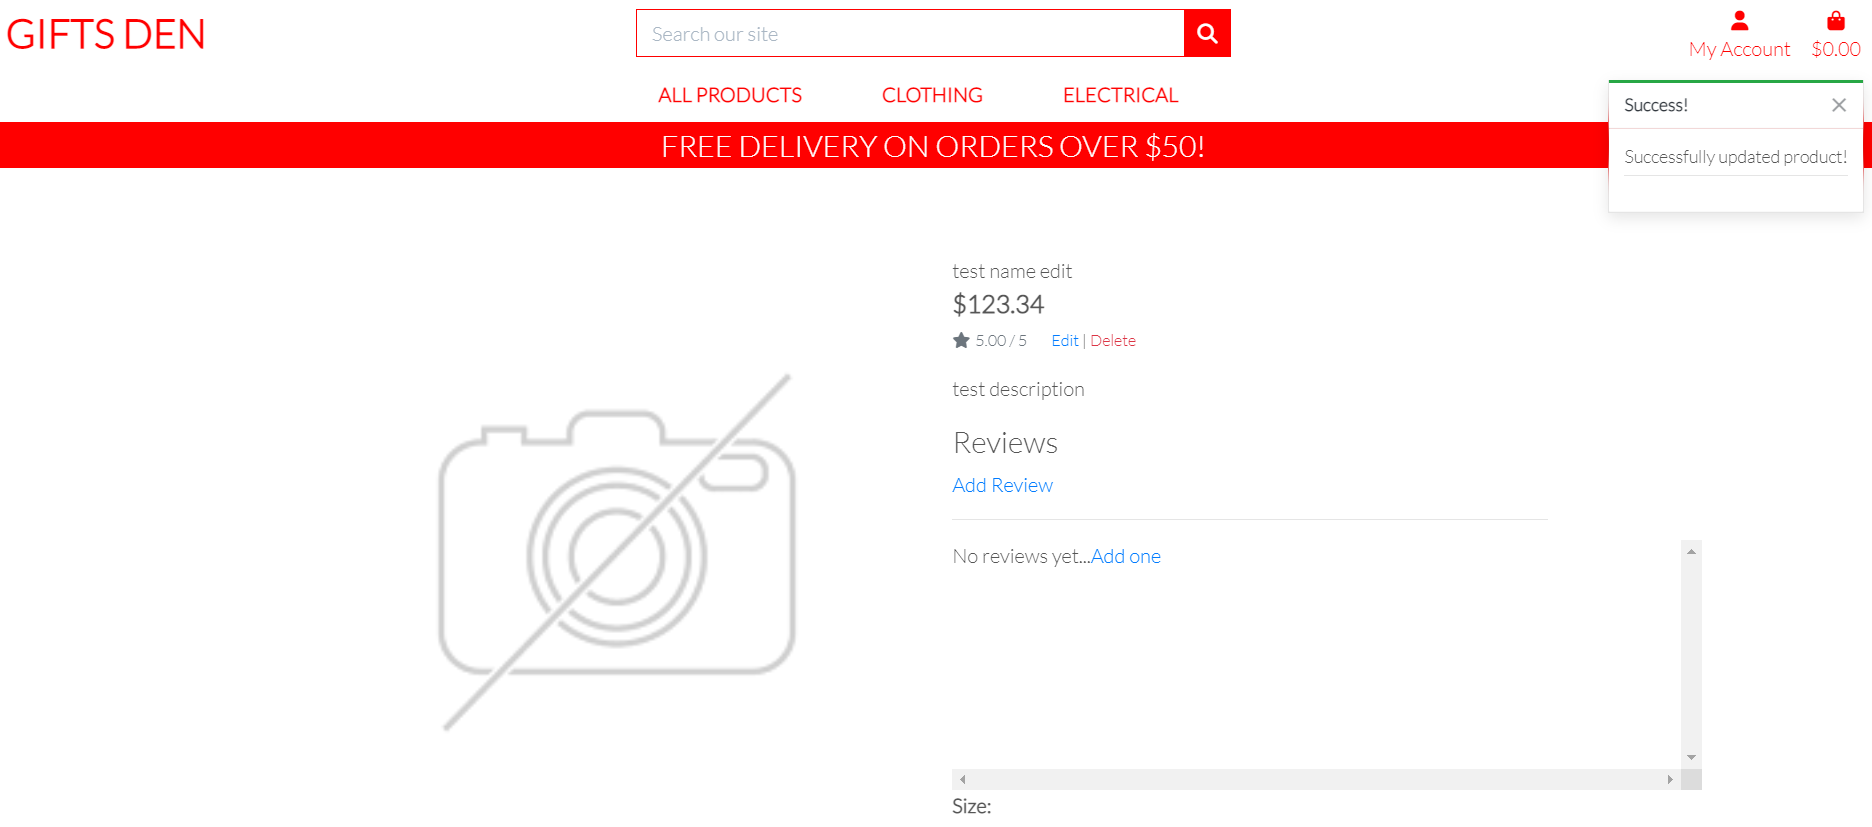 GIFTS DEN
Search our site
My Account
$0.00
ALL PRODUCTS
CLOTHING
ELECTRICAL
Success!
FREE DELIVERY ON ORDERS OVER $50!
Successfully updated product!
test name edit
$123.34
5.00 / 5 Edit | Delete
test description
Reviews
Add Review
No reviews yet...Add one
Size: